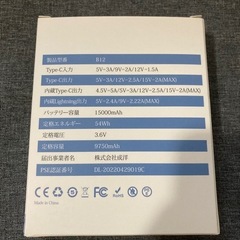 製品型番 R12
Type-C入力 5V⎓3A/9V⎓2A/12V⎓1.5A
Type-C出力 5V⎓3A/12V⎓2.5A/15V⎓2A(MAX)
内蔵Type-C出力 4.5V⎓5A/5V⎓3A/12V⎓2.5A/15V⎓2A(MAX)
内蔵Lightning出力 5V⎓2.4A/9V⎓2.22A(MAX)
バッテリー容量 15000mAh
定格エネルギー 54Wh
定格電圧 3.6V
定格容量 9750mAh
届出事業者名 株式会社成洋
PSE認証番号 DL-20220429019C
Made in China